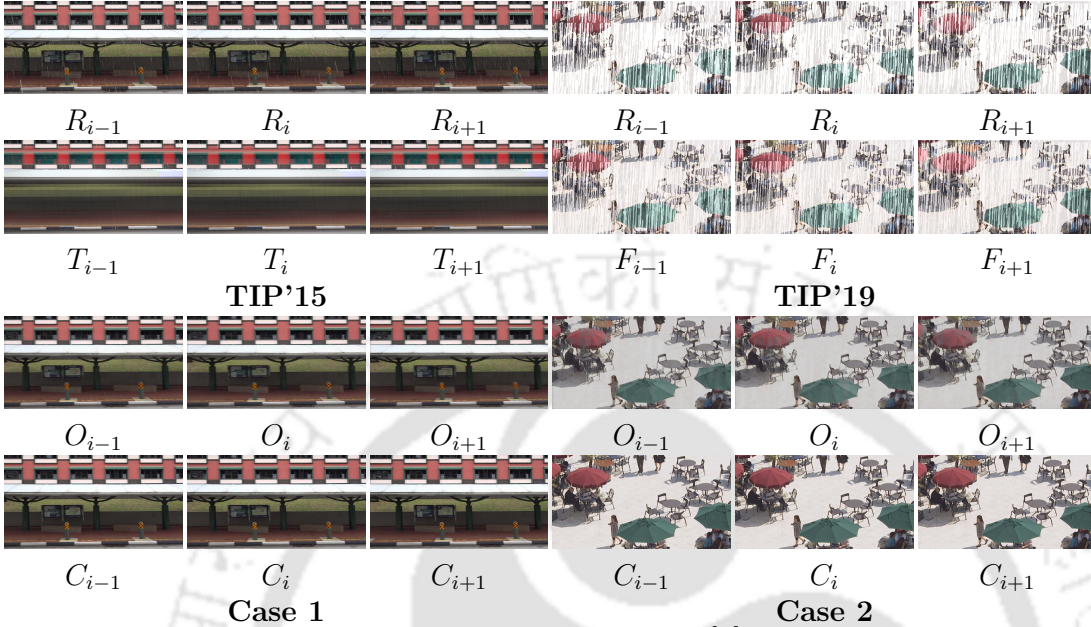 R_{i-1} R_i R_{i+1} R_{i-1} R_i R_{i+1}
T_{i-1} T_i T_{i+1} F_{i-1} F_i F_{i+1}
TIP'15 TIP'19
O_{i-1} O_i O_{i+1} O_{i-1} O_i O_{i+1}
C_{i-1} C_i C_{i+1} C_{i-1} C_i C_{i+1}
Case 1 Case 2